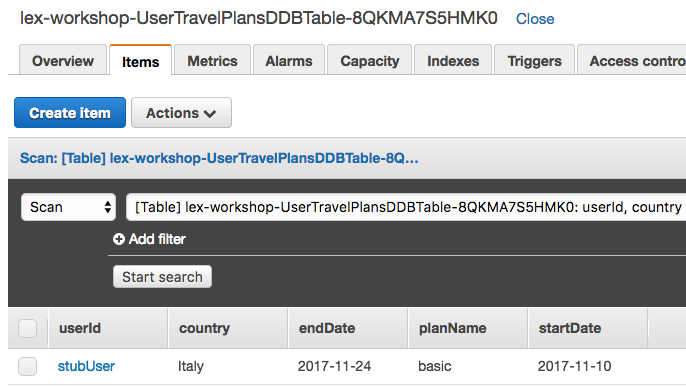 lex-workshop-UserTravelPlansDDBTable-8QKMA7S5HMK0 Close
Overview Items Metrics Alarms Capacity Indexes Triggers Access contro
Create item Actions
Scan: [Table] lex-workshop-UserTravelPlansDDBTable-8Q...
Scan [Table] lex-workshop-UserTravelPlansDDBTable-8QKMA7S5HMK0: userId, country
Add filter
Start search
userId country endDate planName startDate
stubUser Italy 2017-11-24 basic 2017-11-10